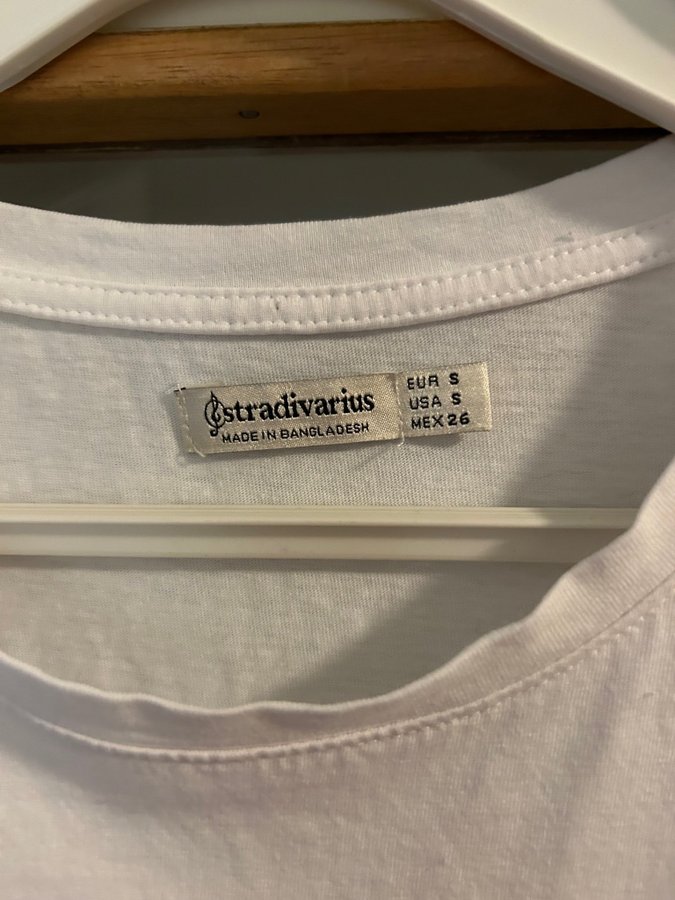 stradivarius
MADE IN BANGLADESH
EUR S
USA S
MEX 26